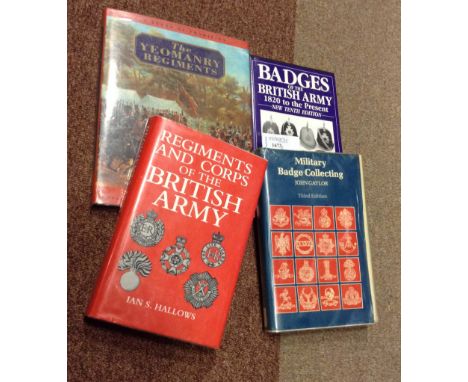 The
YEOMANRY
REGIMENTS
BADGES
OF THE
BRITISH ARMY
1820 to the Present
NEW TENTH EDITION
REGIMENTS
AND CORPS
OF THE
BRITISH
ARMY
IAN S. HALLOWS
Military
Badge Collecting
JOHN GAYLOR
Third Edition